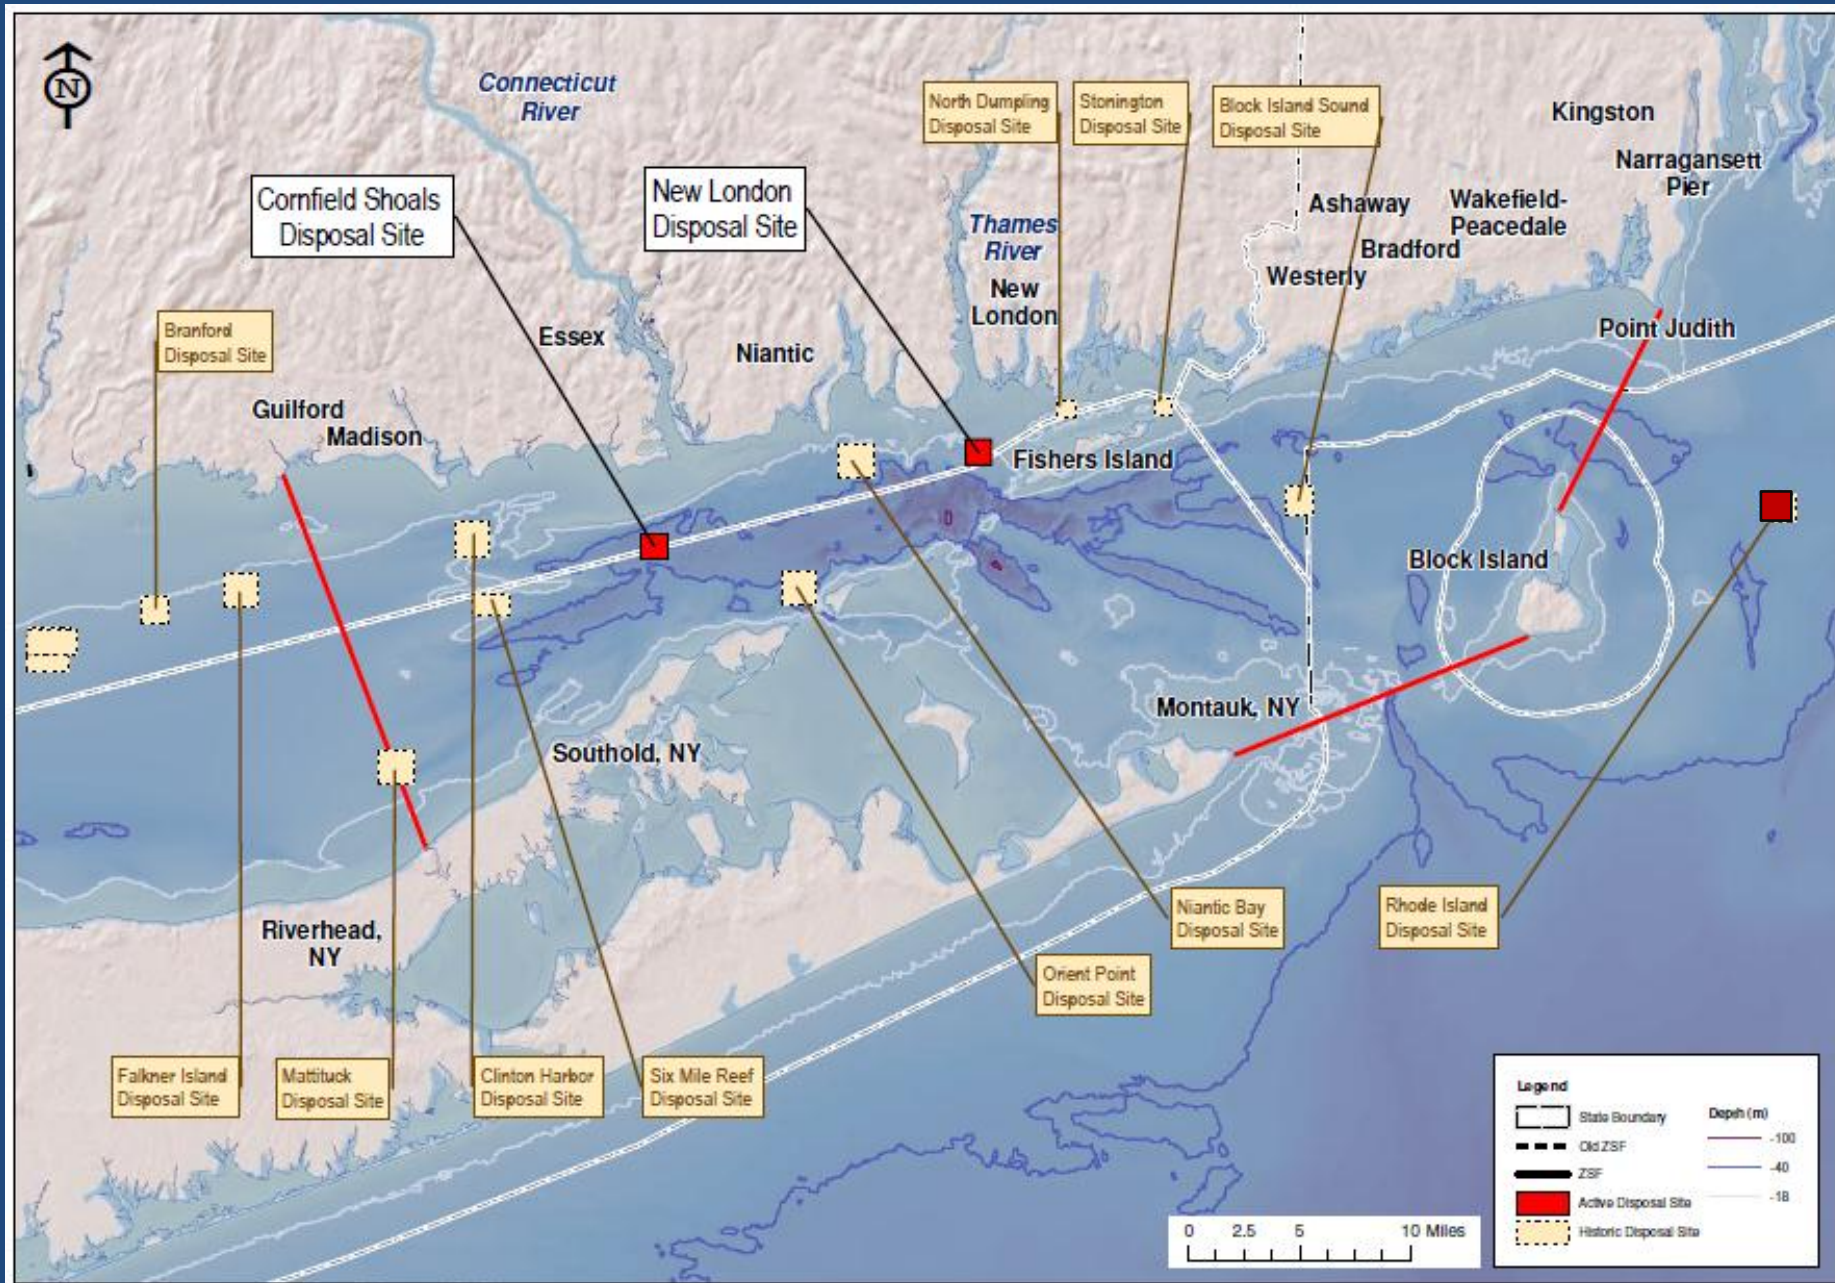 N
Connecticut
River
North Dumpling
Disposal Site
Stonington
Disposal Site
Block Island Sound
Disposal Site
Kingston
Narragansett
Pier
Cornfield Shoals
Disposal Site
New London
Disposal Site
Thames
River
New
London
Ashaway
Wakefield-
Peacedale
Bradford
Westerly
Branford
Disposal Site
Essex
Niantic
Point Judith
Guilford
Madison
Fishers Island
Block Island
Montauk, NY
Southold, NY
Riverhead,
NY
Niantic Bay
Disposal Site
Rhode Island
Disposal Site
Orient Point
Disposal Site
Falkner Island
Disposal Site
Mattituck
Disposal Site
Clinton Harbor
Disposal Site
Six Mile Reef
Disposal Site
Legend
State Boundary
Old ZSF
ZSF
Active Disposal Site
Historic Disposal Site
Depth (m)
-100
-40
-18
0 2.5 5 10 Miles